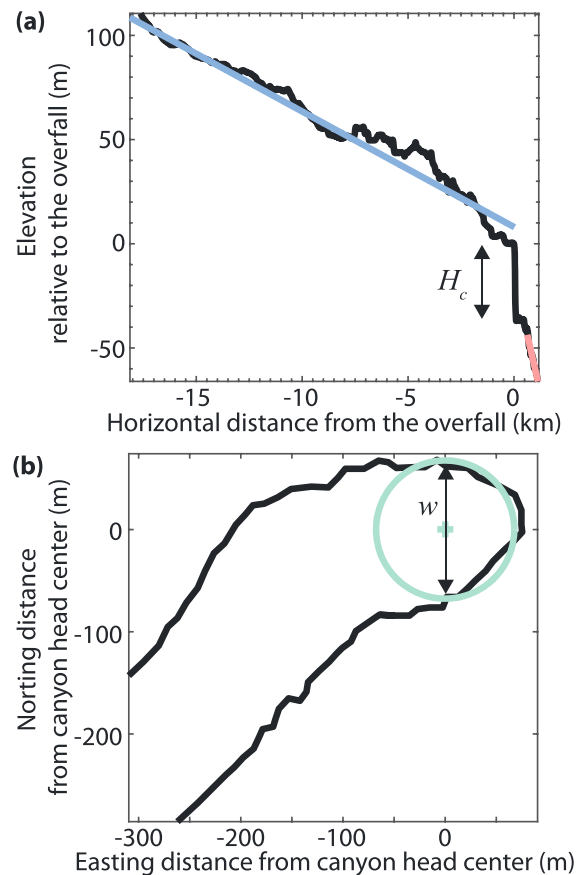 (a)
100
50
0
-50
Elevation
relative to the overfall (m)
H_c
-15
-10
-5
0
Horizontal distance from the overfall (km)
(b)
0
-100
-200
Norting distance
from canyon head center (m)
w
-300
-200
-100
0
Easting distance from canyon head center (m)